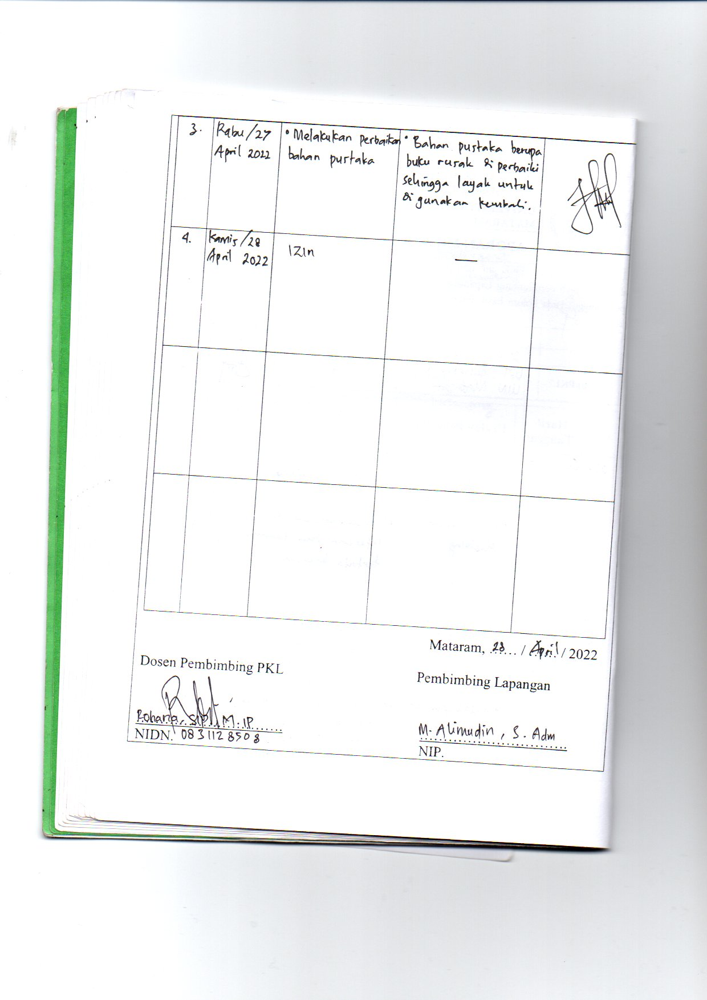 3.
Rabu/27
April 2022
• Melakukan perbaikan
bahan pustaka
• Bahan pustaka berupa
buku rusak di perbaiki
sehingga layak untuk
di gunakan kembali.
4.
Kamis/28
April 2022
IZIn
—
Mataram, 28 / April / 2022
Dosen Pembimbing PKL
Pembimbing Lapangan
Rohana, SIP, M.IP
NIDN. 0831128508
M. Alimudin, S. Adm
NIP.